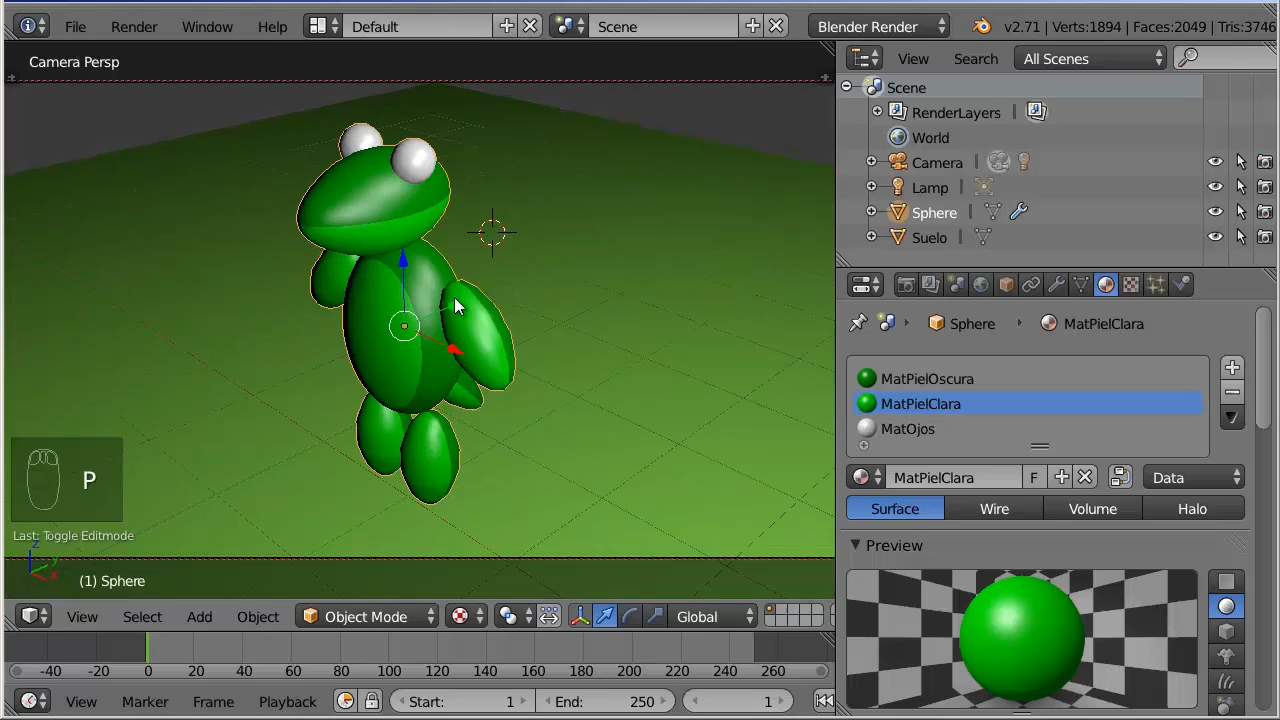 File Render Window Help Default Scene Blender Render v2.71 | Verts:1894 | Faces:2049 | Tris:3746
Camera Persp
View Search All Scenes
Scene
RenderLayers
World
Camera
Lamp
Sphere
Suelo
Sphere MatPielClara
MatPielOscura
MatPielClara
MatOjos
MatPielClara F Data
Surface Wire Volume Halo
Preview
P
Last: Toggle Editmode
z
y
x
(1) Sphere
View Select Add Object Object Mode Global
-40 -20 0 20 40 60 80 100 120 140 160 180 200 220 240 260
View Marker Frame Playback Start: 1 End: 250 1